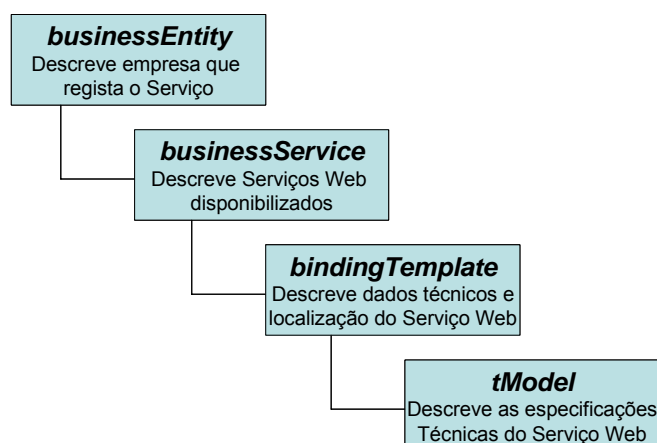 businessEntity
Descreve empresa que
regista o Serviço
businessService
Descreve Serviços Web
disponibilizados
bindingTemplate
Descreve dados técnicos e
localização do Serviço Web
tModel
Descreve as especificações
Técnicas do Serviço Web